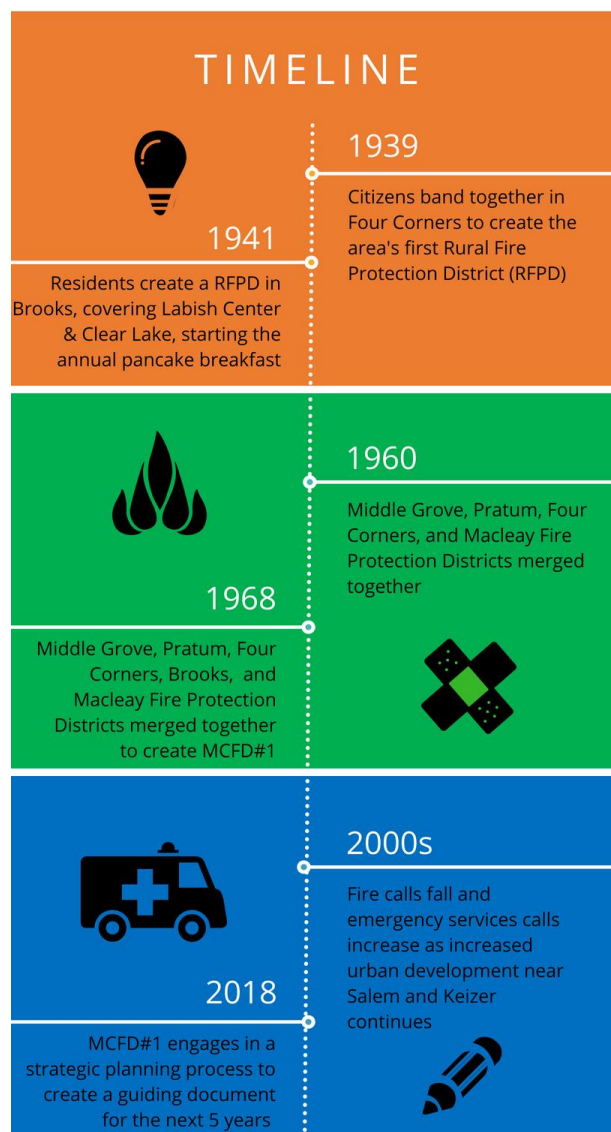 TIMELINE
1939
Citizens band together in
Four Corners to create the
area's first Rural Fire
Protection District (RFPD)
1941
Residents create a RFPD in
Brooks, covering Labish Center
& Clear Lake, starting the
annual pancake breakfast
1960
Middle Grove, Pratum, Four
Corners, and Macleay Fire
Protection Districts merged
together
1968
Middle Grove, Pratum, Four
Corners, Brooks, and
Macleay Fire Protection
Districts merged together
to create MCFD#1
2000s
Fire calls fall and
emergency services calls
increase as increased
urban development near
Salem and Keizer
continues
2018
MCFD#1 engages in a
strategic planning process to
create a guiding document
for the next 5 years